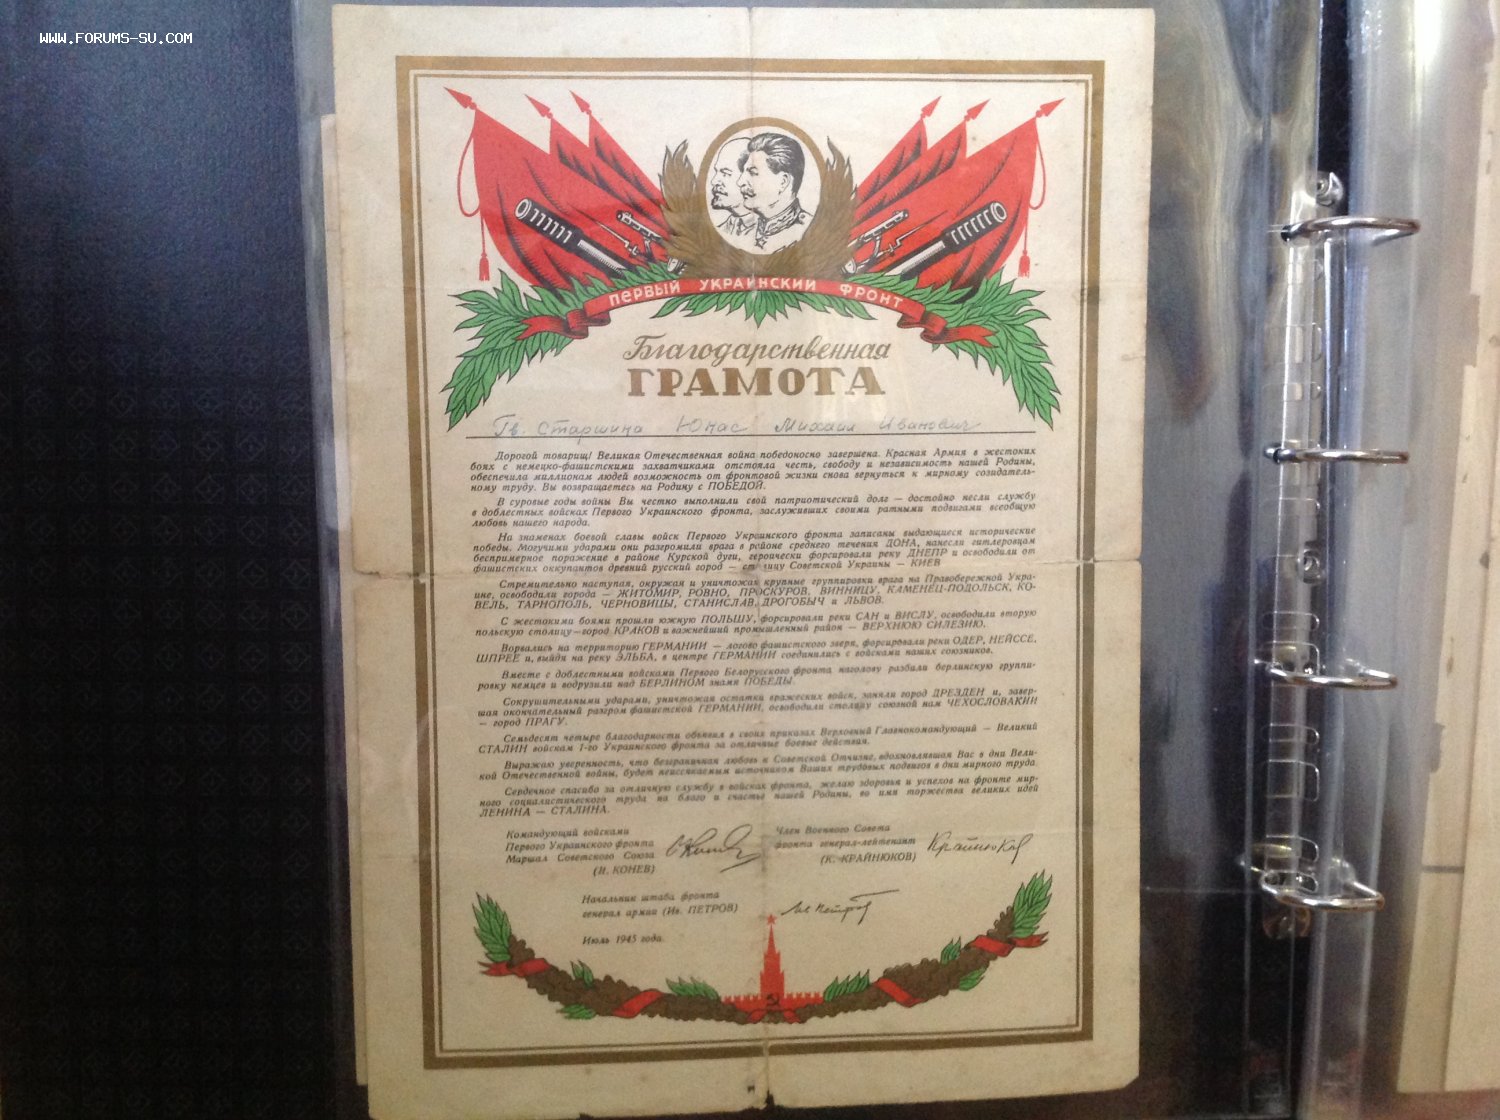 WWW.FORUMS-SU.COM
ПЕРВЫЙ УКРАИНСКИЙ ФРОНТ
Благодарственная
ГРАМОТА
Гв. Старшина Юнас Михаил Иванович
Дорогой товарищ! Великая Отечественная война победоносно завершена. Красная Армия в жестоких
боях с немецко-фашистскими захватчиками отстояла честь, свободу и независимость нашей Родины,
обеспечила миллионам людей возможность от фронтовой жизни снова вернуться к мирному созидатель-
ному труду. Вы возвращаетесь на Родину с ПОБЕДОЙ.
В суровые годы войны Вы честно выполнили свой патриотический долг — достойно несли службу
в доблестных войсках Первого Украинского фронта, заслуживших своими ратными подвигами всеобщую
любовь нашего народа.
На знаменах боевой славы войск Первого Украинского фронта записаны выдающиеся исторические
победы. Могучими ударами они разгромили врага в районе среднего течения ДОНА, нанесли гитлеровцам
беспримерное поражение в районе Курской дуги, героически форсировали реку ДНЕПР и освободили от
фашистских оккупантов древний русский город — столицу Советской Украины — КИЕВ
Стремительно наступая, окружая и уничтожая крупные группировки врага на Правобережной Укра-
ине, освободили города — ЖИТОМИР, РОВНО, ПРОСКУРОВ, ВИННИЦУ, КАМЕНЕЦ-ПОДОЛЬСК, КО-
ВЕЛЬ, ТАРНОПОЛЬ, ЧЕРНОВИЦЫ, СТАНИСЛАВ, ДРОГОБЫЧ и ЛЬВОВ.
С жестокими боями прошли южную ПОЛЬШУ, форсировали реки САН и ВИСЛУ, освободили вторую
польскую столицу—город КРАКОВ и важнейший промышленный район — ВЕРХНЮЮ СИЛЕЗИЮ.
Ворвались на территорию ГЕРМАНИИ — логово фашистского зверя, форсировали реки ОДЕР, НЕЙССЕ,
ШПРЕЕ и, выйдя на реку ЭЛЬБА, в центре ГЕРМАНИИ соединились с войсками наших союзников.
Вместе с доблестными войсками Первого Белорусского фронта наголову разбили берлинскую группи-
ровку немцев и водрузили над БЕРЛИНОМ знамя ПОБЕДЫ.
Сокрушительными ударами, уничтожая остатки вражеских войск, заняли город ДРЕЗДЕН и, завер-
шая окончательный разгром фашистской ГЕРМАНИИ, освободили столицу союзной нам ЧЕХОСЛОВАКИИ
— город ПРАГУ.
Семьдесят четыре благодарности объявил в своих приказах Верховный Главнокомандующий — Великий
СТАЛИН войскам 1-го Украинского фронта за отличные боевые действия.
Выражаю уверенность, что безграничная любовь к Советской Отчизне, вдохновлявшая Вас в дни Вели-
кой Отечественной войны, будет неиссякаемым источником Ваших трудовых подвигов в дни мирного труда
Сердечное спасибо за отличную службу в войсках фронта, желаю здоровья и успехов на фронте мир-
ного социалистического труда на благо и счастье нашей Родины, во имя торжества великих идей
ЛЕНИНА — СТАЛИНА.
Командующий войсками
Первого Украинского фронта
Маршал Советского Союза
(И. КОНЕВ)
Член Военного Совета
фронта генерал-лейтенант
(К. КРАЙНЮКОВ)
Крайнюков
Начальник штаба фронта
генерал армии (Ив. ПЕТРОВ)
Ив Петров
Июль 1945 года.